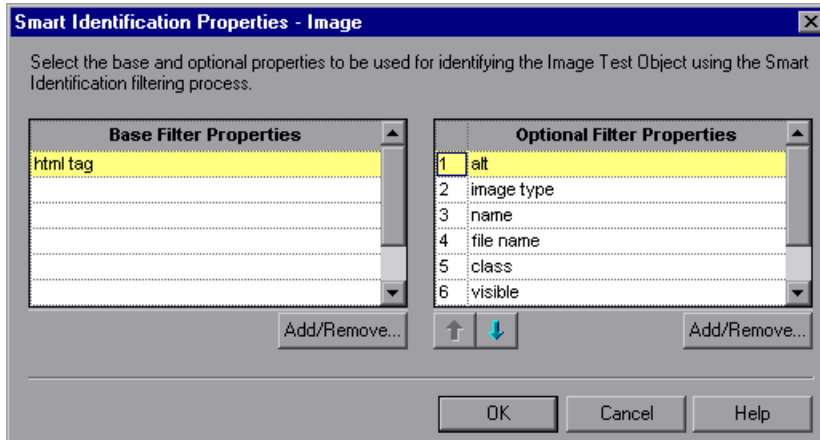 Smart Identification Properties - Image
Select the base and optional properties to be used for identifying the Image Test Object using the Smart
Identification filtering process.
Base Filter Properties
html tag
Add/Remove...
Optional Filter Properties
1 alt
2 image type
3 name
4 file name
5 class
6 visible
Add/Remove...
OK Cancel Help